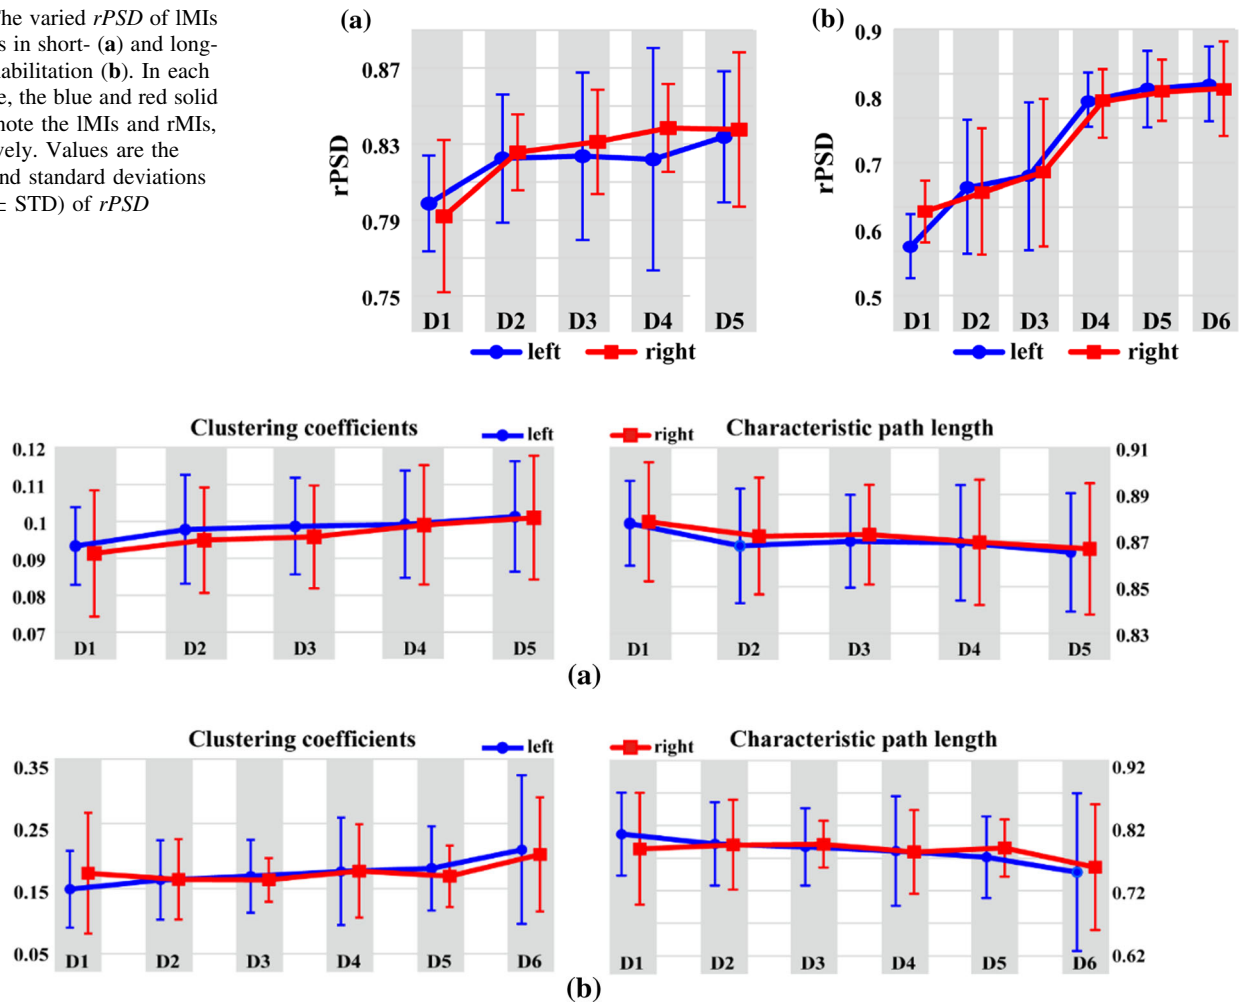 The varied rPSD of lMIs
s in short- (a) and long-
abilitation (b). In each
e, the blue and red solid
note the lMIs and rMIs,
vely. Values are the
nd standard deviations
± STD) of rPSD
(a)
rPSD
0.87
0.83
0.79
0.75
D1 D2 D3 D4 D5
left right
(b)
rPSD
0.9
0.8
0.7
0.6
0.5
D1 D2 D3 D4 D5 D6
left right
Clustering coefficients
left
0.12
0.11
0.1
0.09
0.08
0.07
D1 D2 D3 D4 D5
right
Characteristic path length
0.91
0.89
0.87
0.85
0.83
D1 D2 D3 D4 D5
(a)
Clustering coefficients
left
0.35
0.25
0.15
0.05
D1 D2 D3 D4 D5 D6
right
Characteristic path length
0.92
0.82
0.72
0.62
D1 D2 D3 D4 D5 D6
(b)